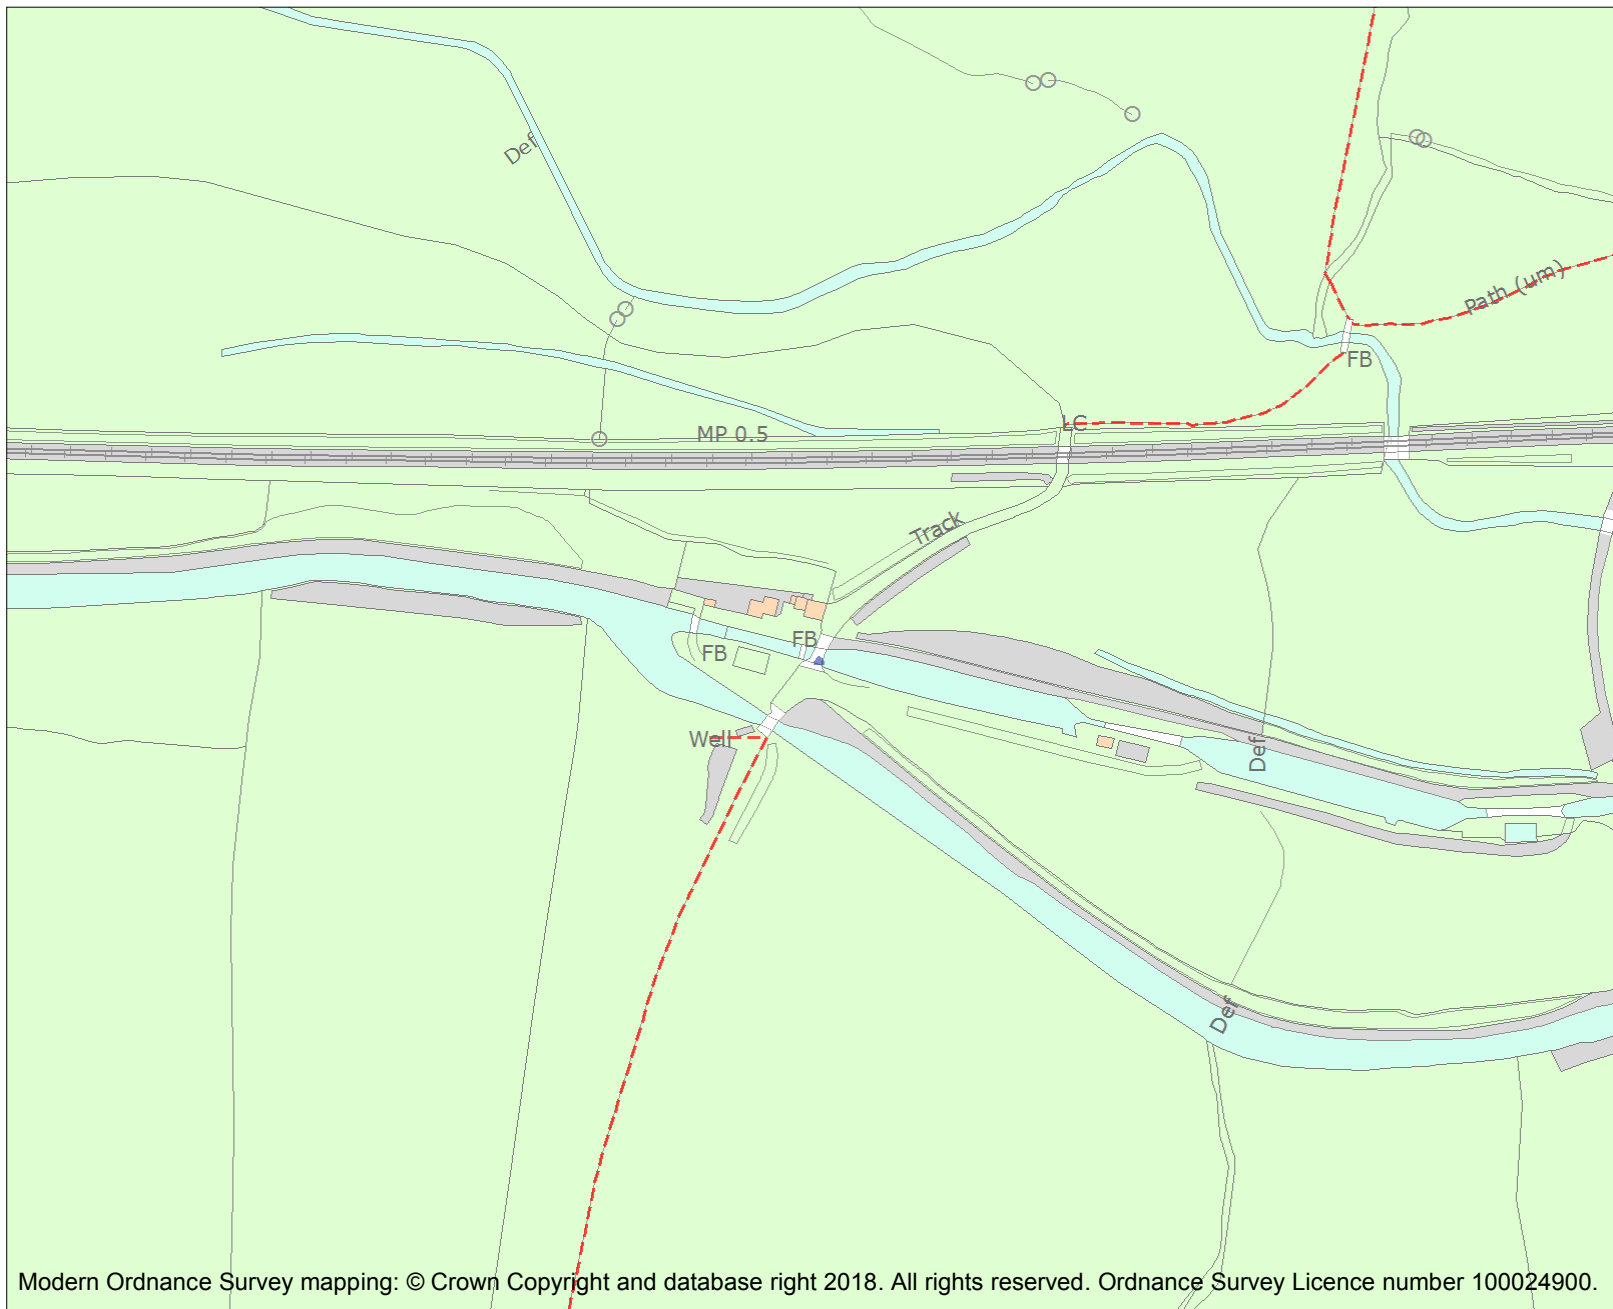 Def
Path (um)
FB
LC
MP 0.5
Track
FB
FB
Well
Def
Def
Modern Ordnance Survey mapping: © Crown Copyright and database right 2018. All rights reserved. Ordnance Survey Licence number 100024900.